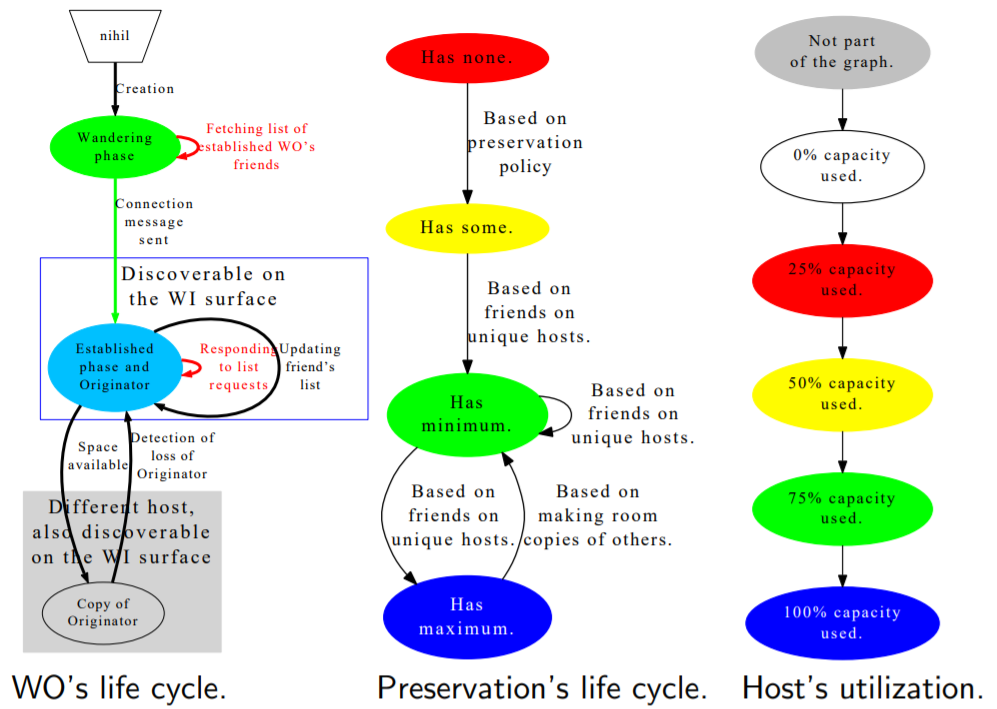 nihil
Creation
Wandering
phase
Fetching list of
established WO's
friends
Connection
message
sent
Discoverable on
the WI surface
Established
phase and
Originator
Responding
to list
requests
Updating
friend's
list
Space
available
Detection of
loss of
Originator
Different host,
also discoverable
on the WI surface
Copy of
Originator
WO's life cycle.
Has none.
Based on
preservation
policy
Has some.
Based on
friends on
unique hosts.
Has
minimum.
Based on
friends on
unique hosts.
Based on
friends on
unique hosts.
Based on
making room
copies of others.
Has
maximum.
Preservation's life cycle.
Not part
of the graph.
0% capacity
used.
25% capacity
used.
50% capacity
used.
75% capacity
used.
100% capacity
used.
Host's utilization.